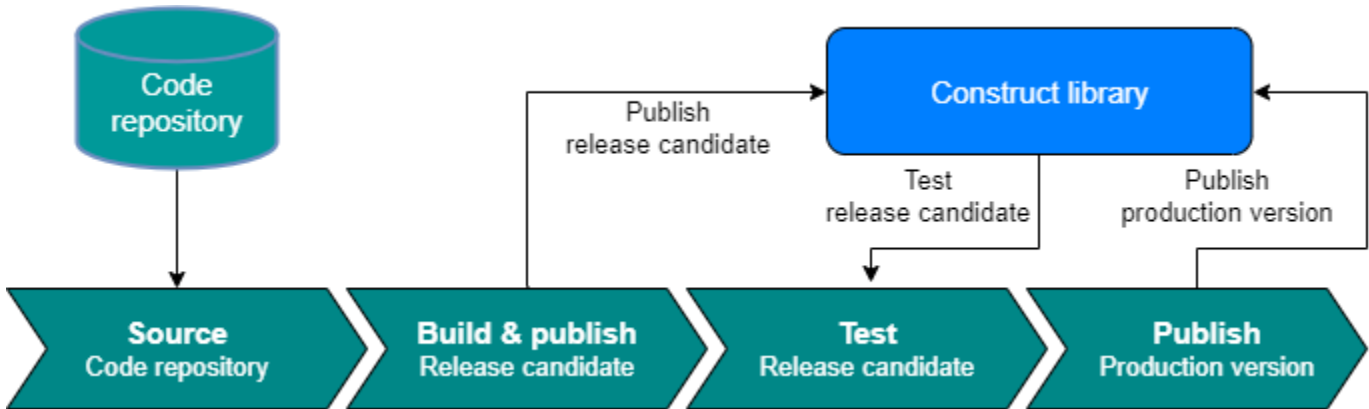 Code
repository
Construct library
Publish
release candidate
Test
release candidate
Publish
production version
Source
Code repository
Build & publish
Release candidate
Test
Release candidate
Publish
Production version